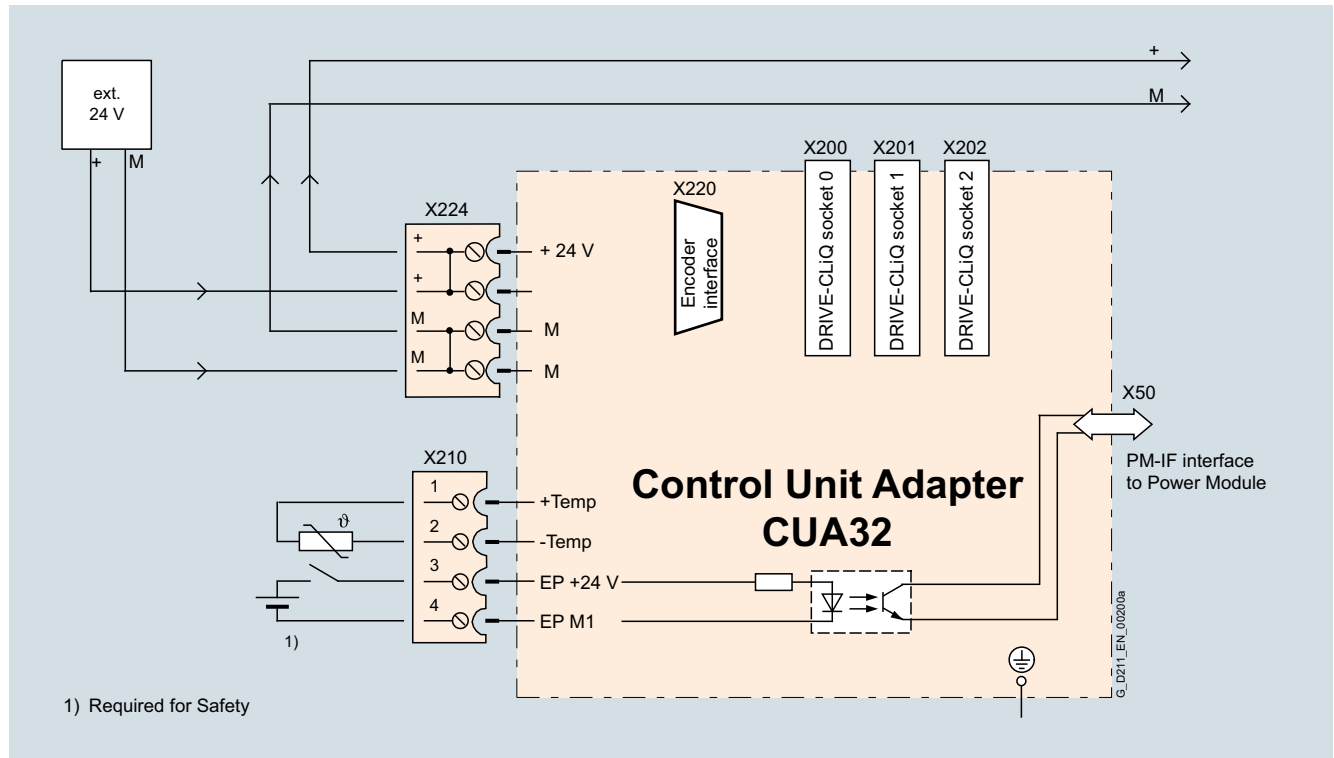 +
M
ext.
24 V
+ M
X200 X201 X202
X220
Encoder
interface
DRIVE-CLiQ socket 0
DRIVE-CLiQ socket 1
DRIVE-CLiQ socket 2
X224
+
+ 24 V
+
M
M
M
M
X50
PM-IF interface
to Power Module
Control Unit Adapter
CUA32
X210
1
+Temp
2
-Temp
ϑ
3
EP +24 V
4
EP M1
1)
1) Required for Safety
G_D211_EN_00200a